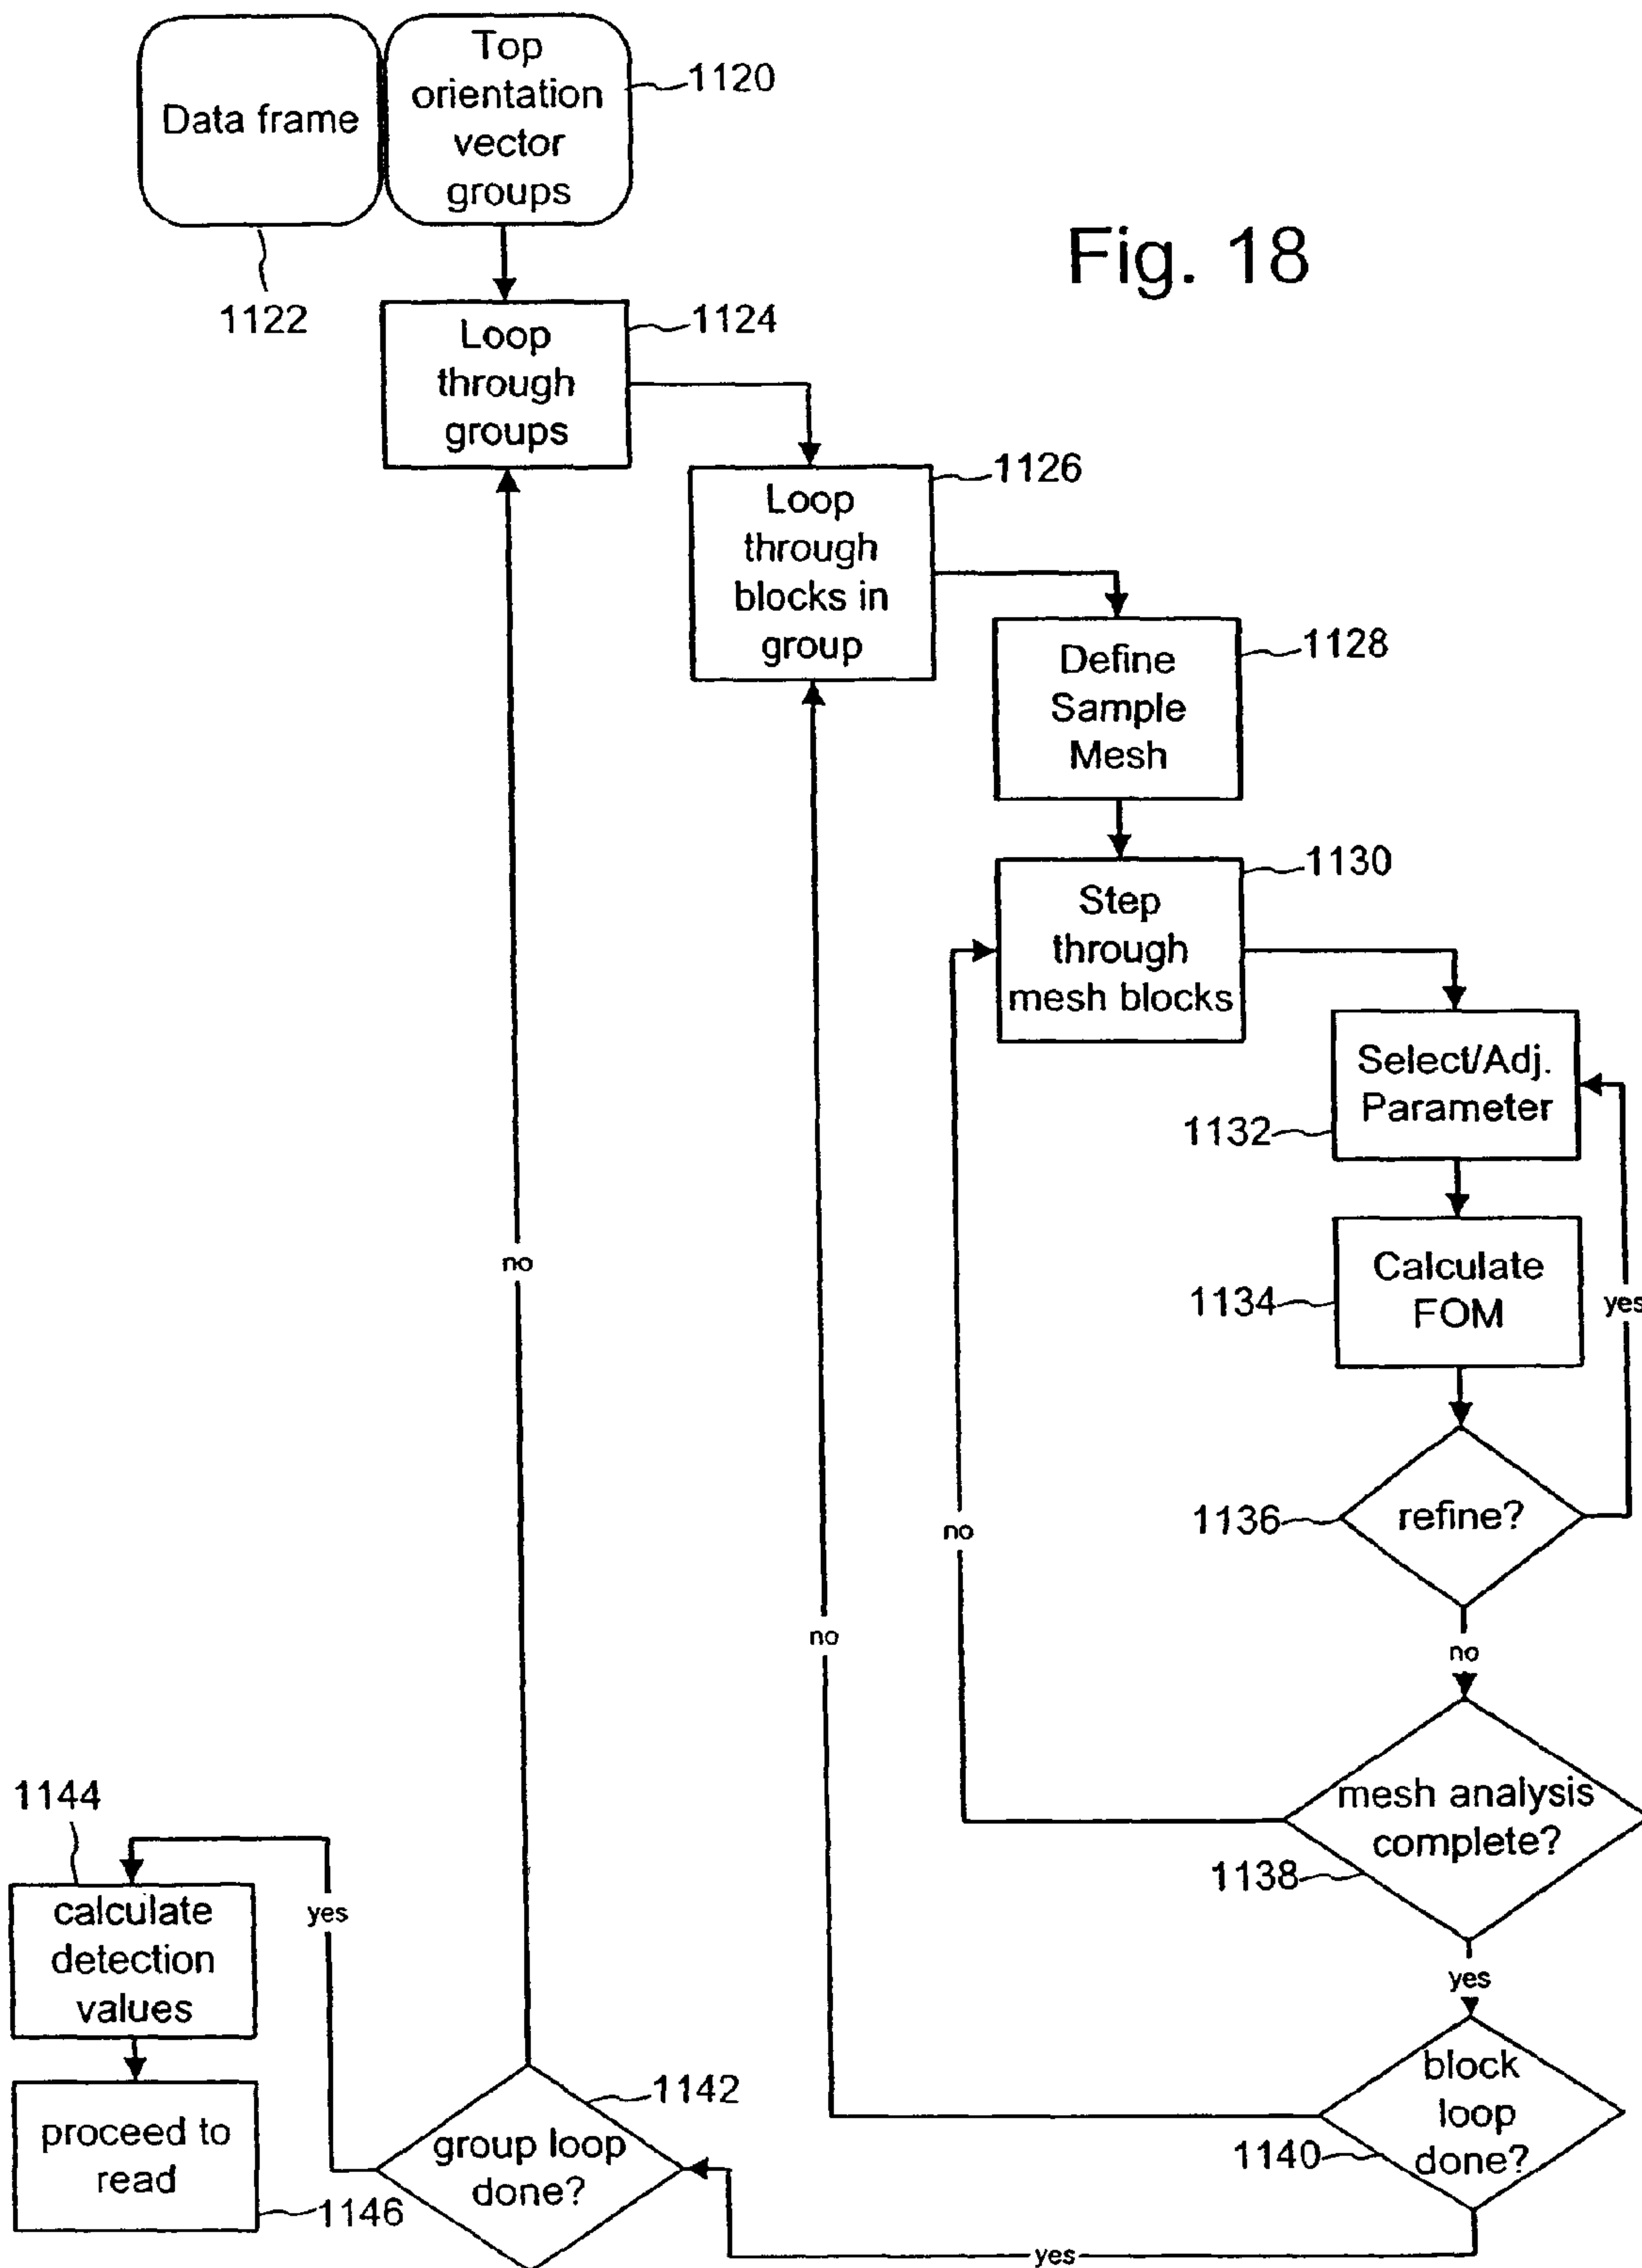 Data frame
Top
orientation
vector
groups
1120
1122
Fig. 18
Loop
through
groups
1124
Loop
through
blocks in
group
1126
Define
Sample
Mesh
1128
Step
through
mesh blocks
1130
Select/Adj.
Parameter
1132
Calculate
FOM
1134
yes
no
refine?
1136
no
no
no
mesh analysis
complete?
1138
1144
calculate
detection
values
yes
yes
block
loop
done?
1140
group loop
done?
1142
proceed to
read
1146
yes